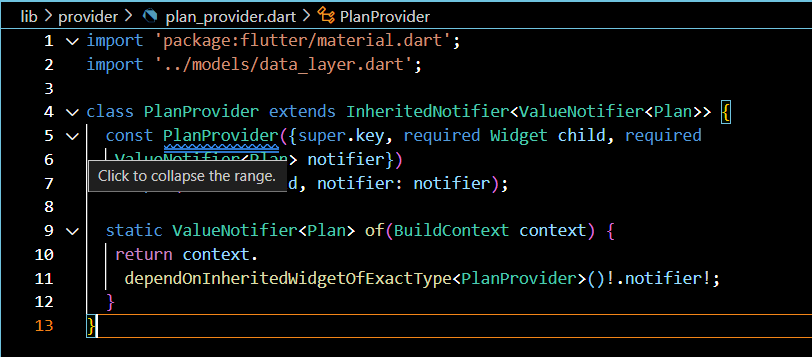 lib > provider > plan_provider.dart > PlanProvider
1 import 'package:flutter/material.dart';
2 import '../models/data_layer.dart';
3
4 class PlanProvider extends InheritedNotifier<ValueNotifier<Plan>> {
5 const PlanProvider({super.key, required Widget child, required
6 ValueNotifier<Plan> notifier})
Click to collapse the range.
7 d, notifier: notifier);
8
9 static ValueNotifier<Plan> of(BuildContext context) {
10 return context.
11 dependOnInheritedWidgetOfExactType<PlanProvider>()!.notifier!;
12 }
13 }